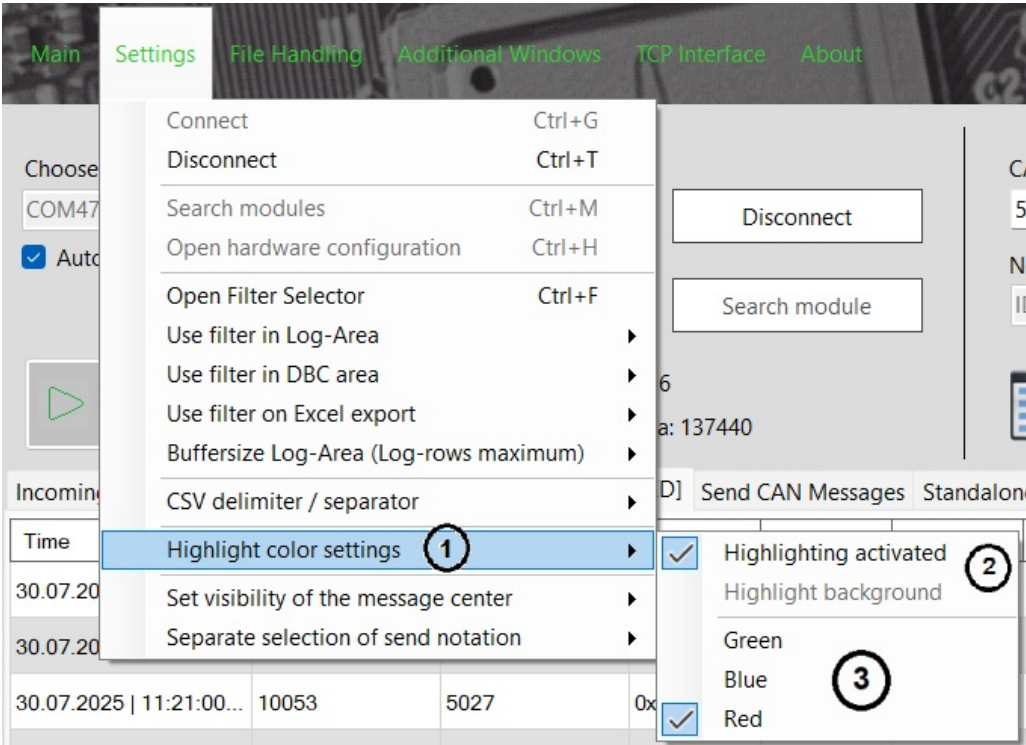 Main Settings File Handling Additional Windows TCP Interface About
Connect Ctrl+G
Disconnect Ctrl+T
Search modules Ctrl+M
Open hardware configuration Ctrl+H
Open Filter Selector Ctrl+F
Use filter in Log-Area
Use filter in DBC area
Use filter on Excel export
Buffersize Log-Area (Log-rows maximum)
CSV delimiter / separator
Highlight color settings 1
Set visibility of the message center
Separate selection of send notation
Highlighting activated
2
Highlight background
Green
Blue
3
Red
Choose
COM47
Auto
Disconnect
Search module
6
a: 137440
5
N
Incoming
D] Send CAN Messages Standalon
Time
30.07.20
30.07.20
30.07.2025 | 11:21:00... 10053 5027 0x